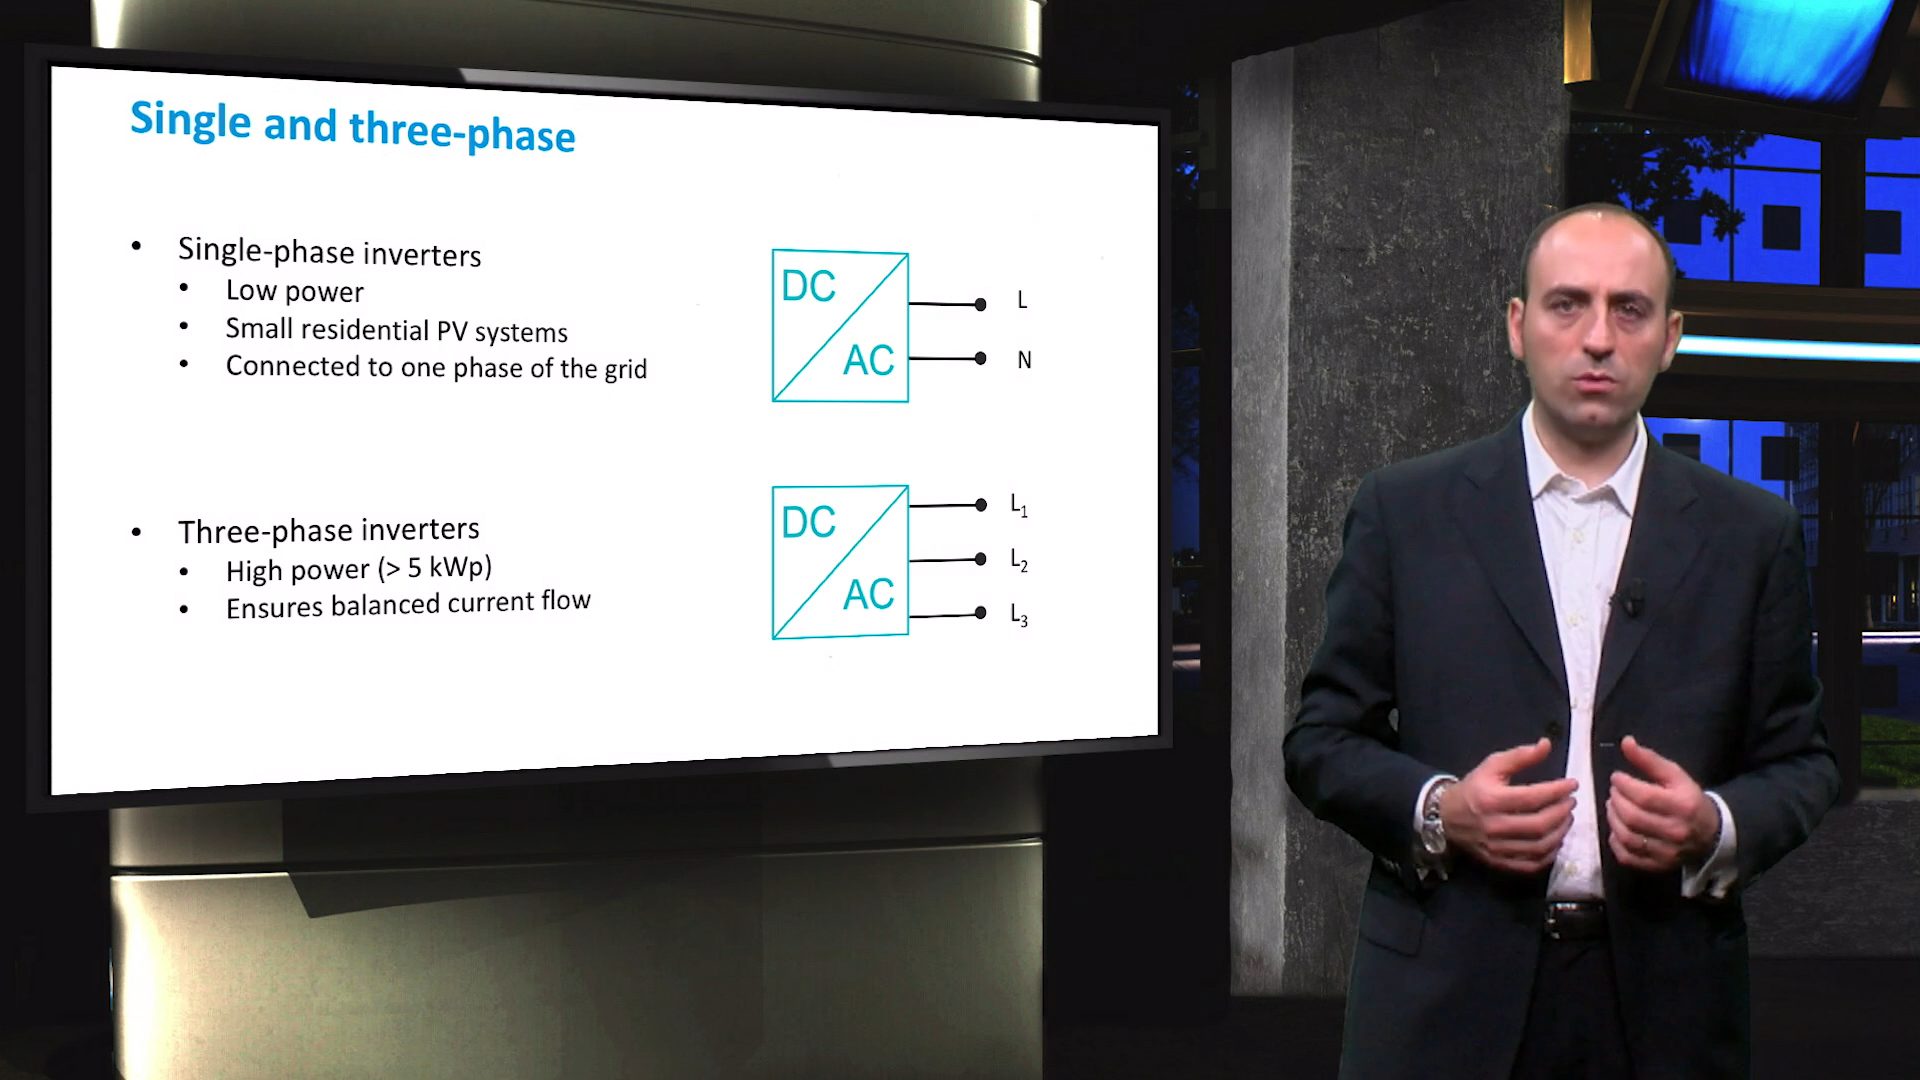 Single and three-phase
• Single-phase inverters
• Low power
• Small residential PV systems
• Connected to one phase of the grid
DC
AC
L
N
• Three-phase inverters
• High power (> 5 kWp)
• Ensures balanced current flow
DC
AC
L₁
L₂
L₃